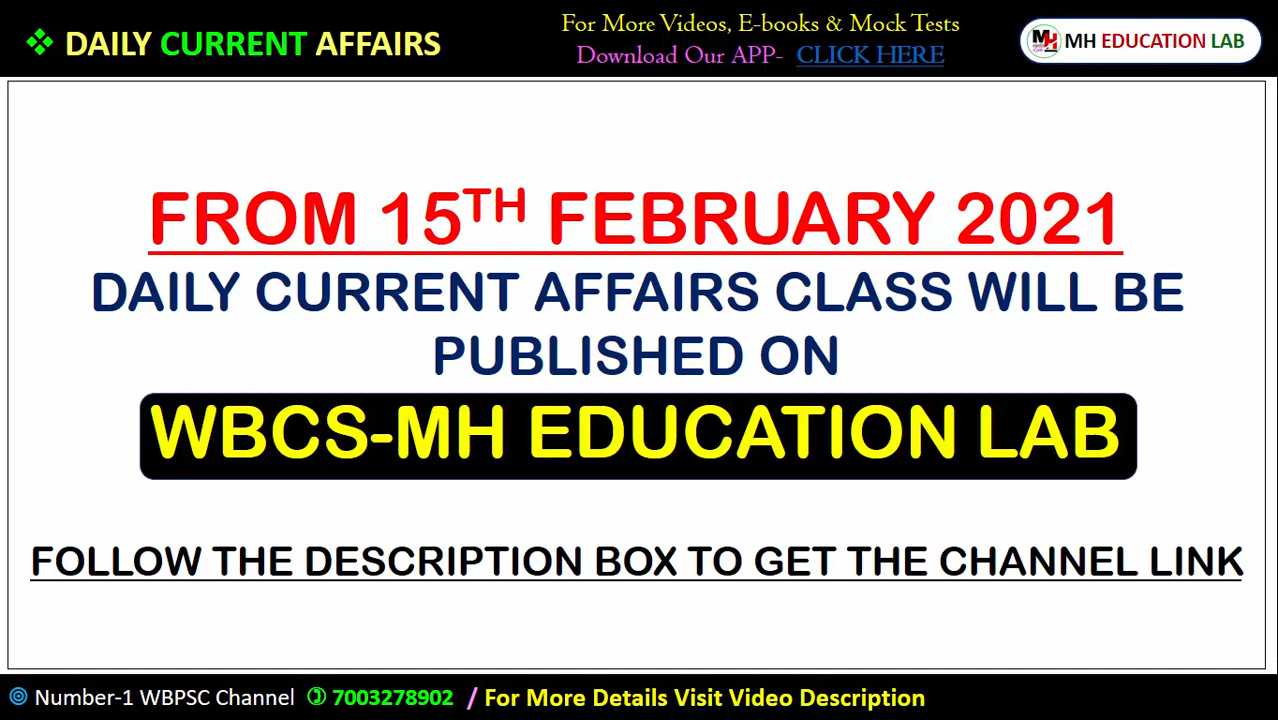 DAILY CURRENT AFFAIRS
For More Videos, E-books & Mock Tests
Download Our APP- CLICK HERE
MH
MH EDUCATION LAB
FROM 15TH FEBRUARY 2021
DAILY CURRENT AFFAIRS CLASS WILL BE
PUBLISHED ON
WBCS-MH EDUCATION LAB
FOLLOW THE DESCRIPTION BOX TO GET THE CHANNEL LINK
Number-1 WBPSC Channel 7003278902 / For More Details Visit Video Description